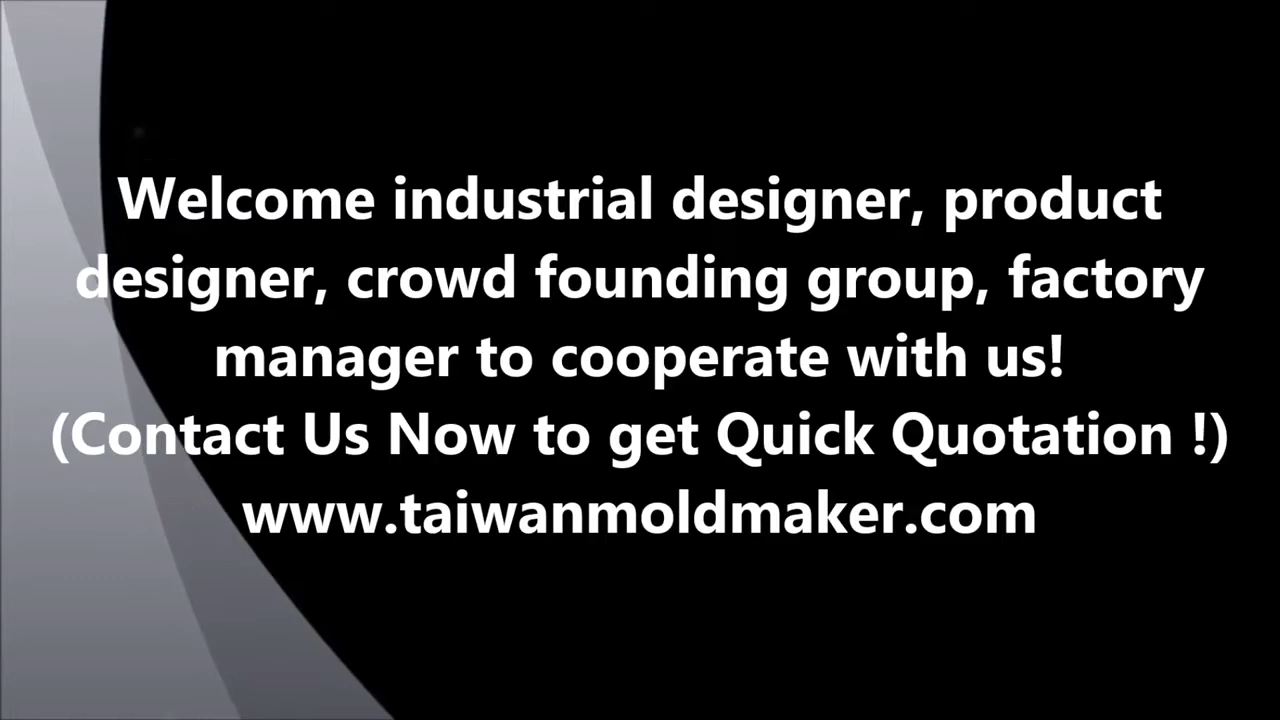 Welcome industrial designer, product
designer, crowd founding group, factory
manager to cooperate with us!
(Contact Us Now to get Quick Quotation !)
www.taiwanmoldmaker.com